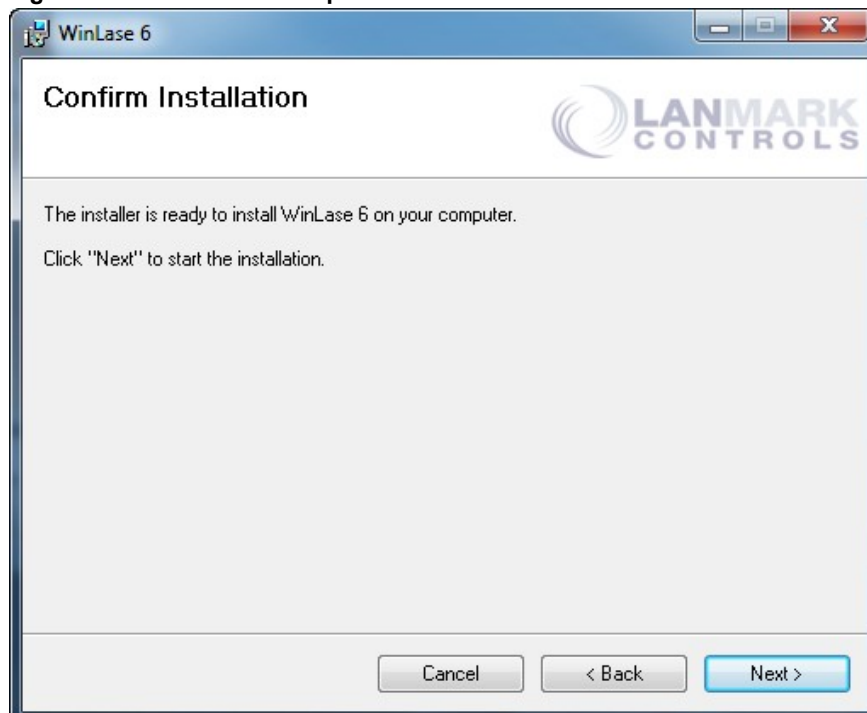 WinLase 6
Confirm Installation
LANMARK
CONTROLS
The installer is ready to install WinLase 6 on your computer.
Click "Next" to start the installation.
Cancel
< Back
Next >